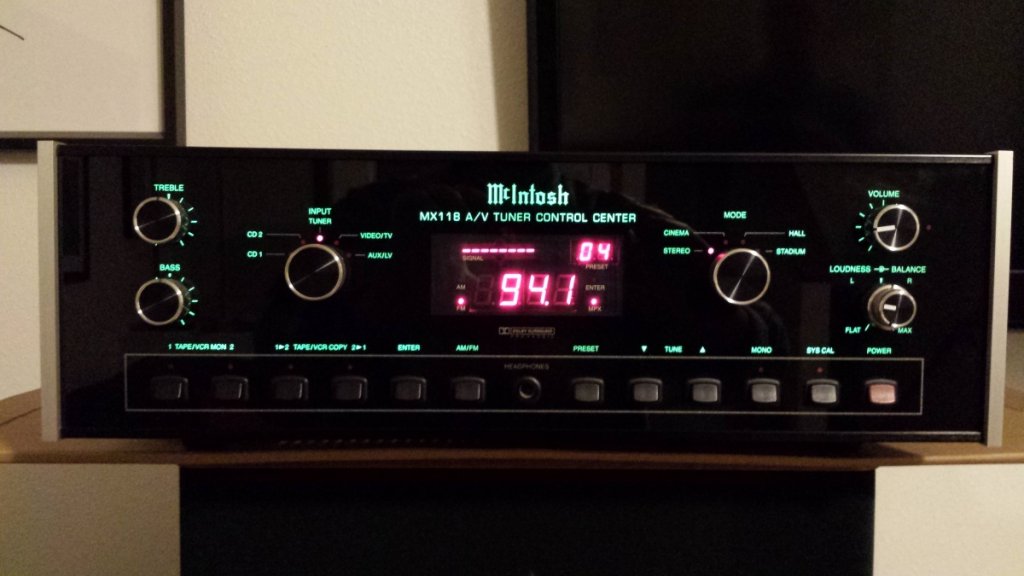 TREBLE
INPUT
TUNER
CD 2
VIDEO/TV
CD 1
AUX/LV
BASS
McIntosh
MX118 A/V TUNER CONTROL CENTER
SIGNAL
04
PRESET
AM
94.1
ENTER
FM
MPX
DOLBY SURROUND
MODE
CINEMA
HALL
STEREO
STADIUM
VOLUME
LOUDNESS BALANCE
L R
FLAT MAX
1 TAPE/VCR MON 2
1►2 TAPE/VCR COPY 2►1
ENTER
AM/FM
HEADPHONES
PRESET
▼ TUNE ▲
MONO
SYS CAL
POWER